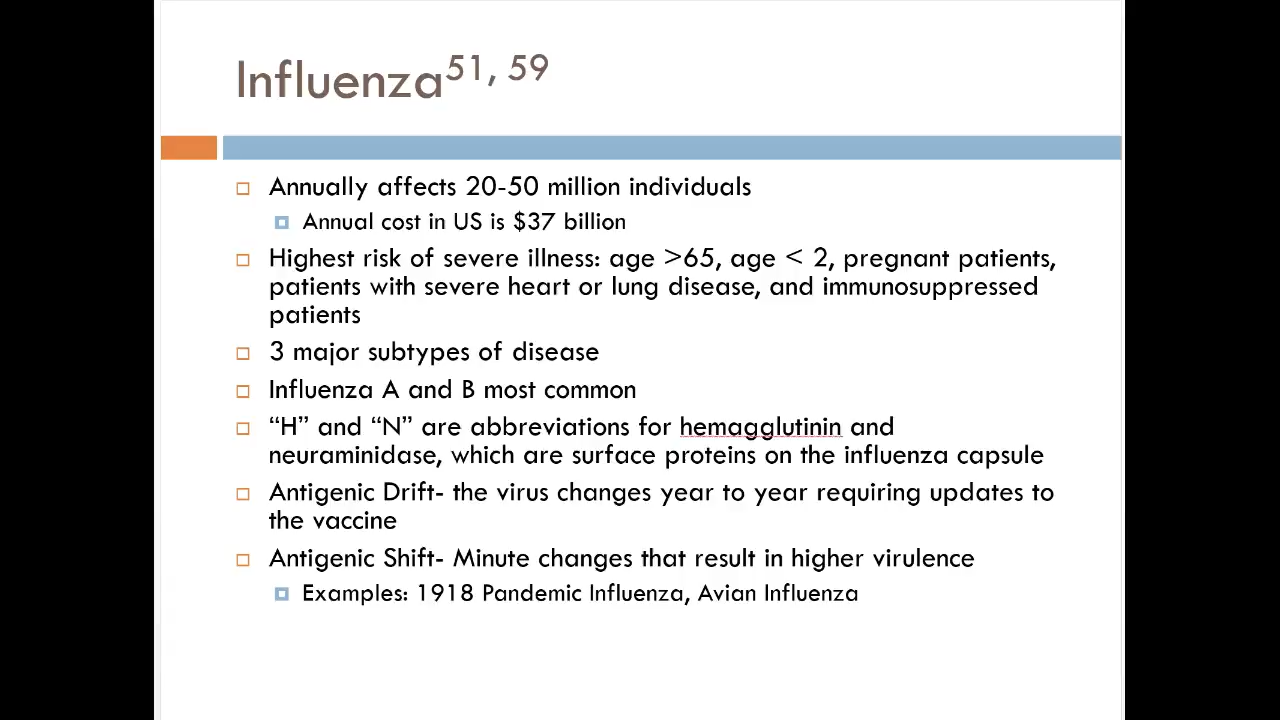 Influenza51, 59
Annually affects 20-50 million individuals
Annual cost in US is $37 billion
Highest risk of severe illness: age >65, age < 2, pregnant patients,
patients with severe heart or lung disease, and immunosuppressed
patients
3 major subtypes of disease
Influenza A and B most common
“H” and “N” are abbreviations for hemagglutinin and
neuraminidase, which are surface proteins on the influenza capsule
Antigenic Drift- the virus changes year to year requiring updates to
the vaccine
Antigenic Shift- Minute changes that result in higher virulence
Examples: 1918 Pandemic Influenza, Avian Influenza